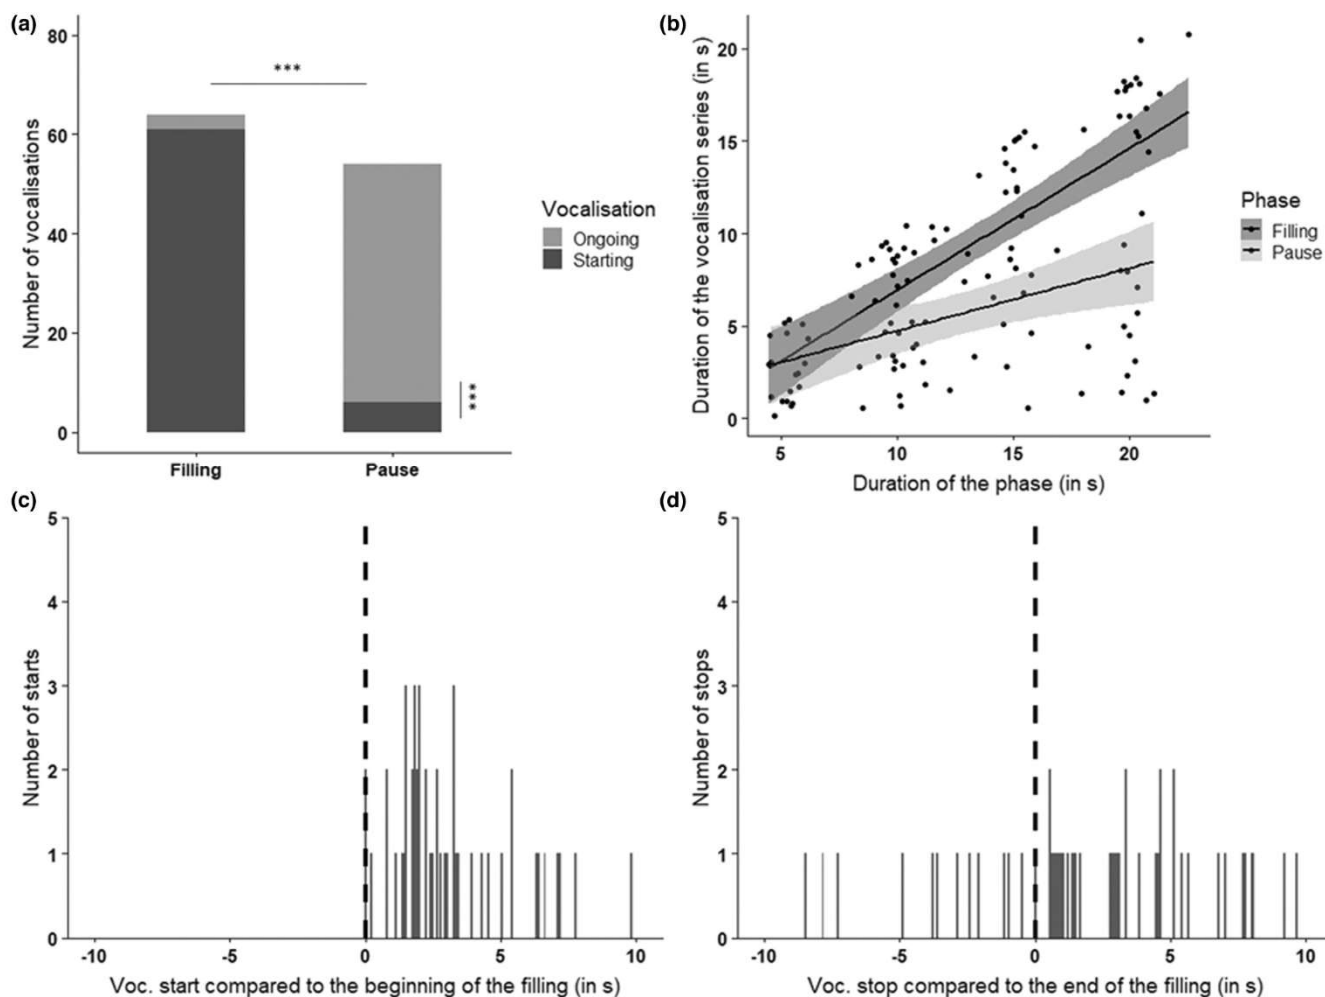 (a)
Number of vocalisations
80
60
40
20
0
***
***
Filling
Pause
Vocalisation
Ongoing
Starting
(b)
Duration of the vocalisation series (in s)
20
15
10
5
0
5 10 15 20
Duration of the phase (in s)
Phase
Filling
Pause
(c)
Number of starts
5
4
3
2
1
0
-10 -5 0 5 10
Voc. start compared to the beginning of the filling (in s)
(d)
Number of stops
5
4
3
2
1
0
-10 -5 0 5 10
Voc. stop compared to the end of the filling (in s)